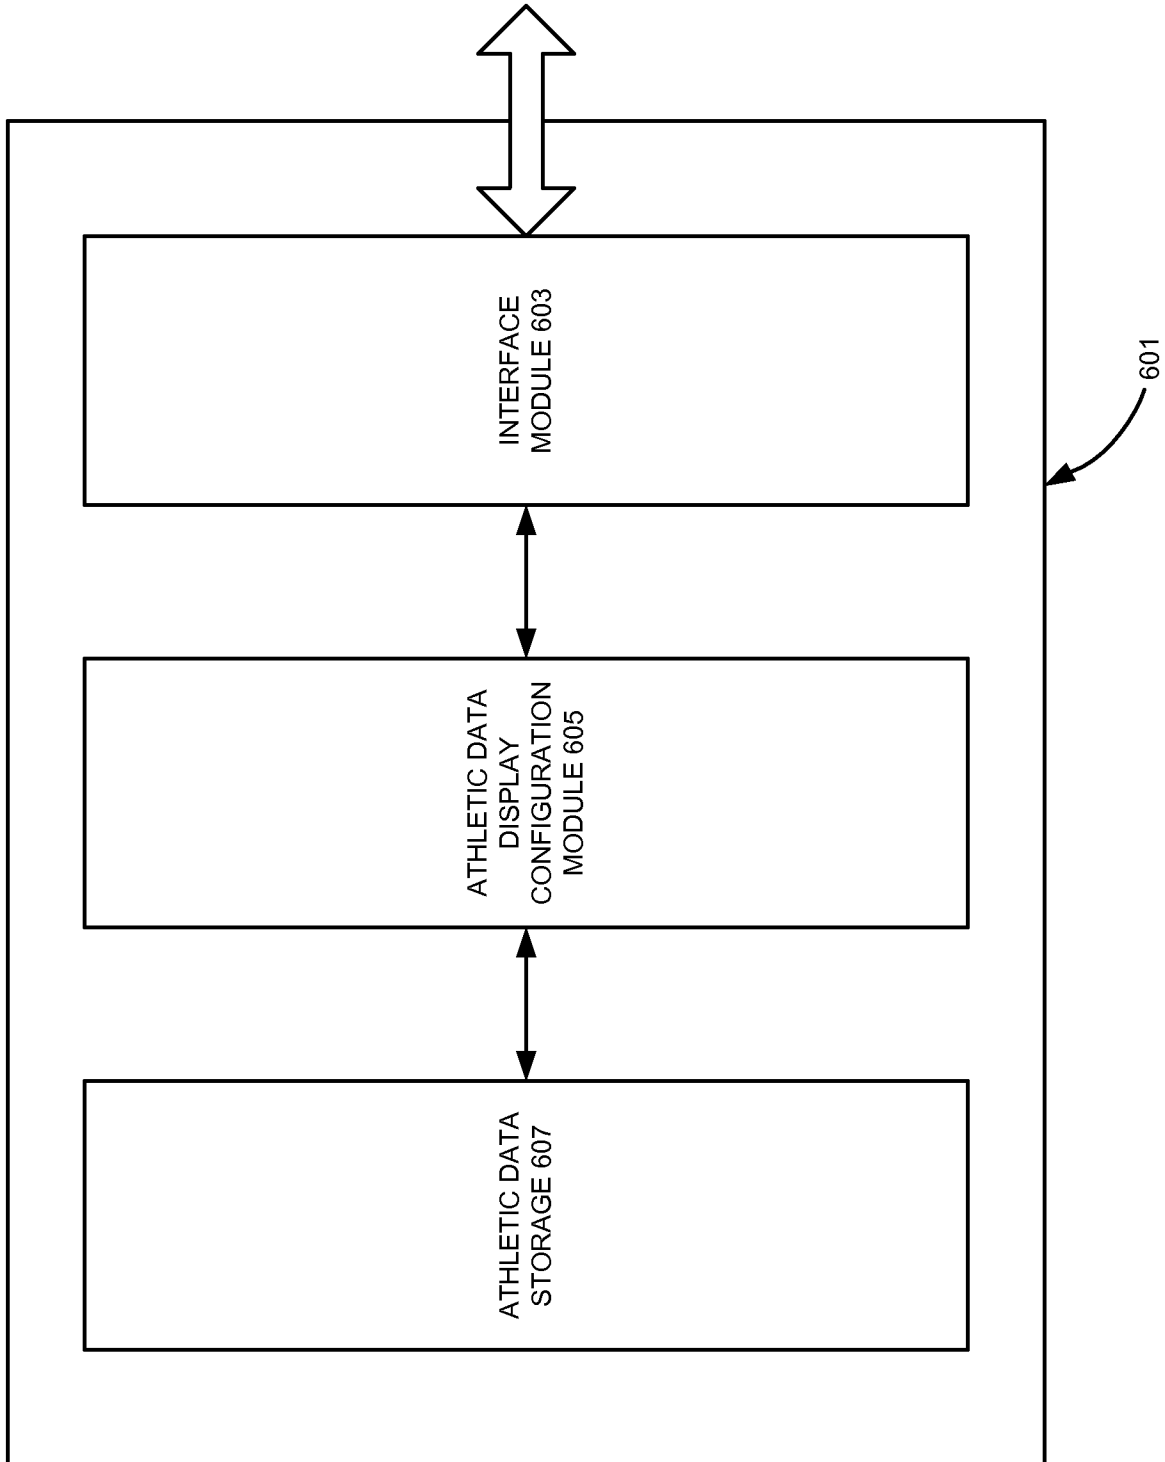 INTERFACE
MODULE 603
601
ATHLETIC DATA
DISPLAY
CONFIGURATION
MODULE 605
ATHLETIC DATA
STORAGE 607